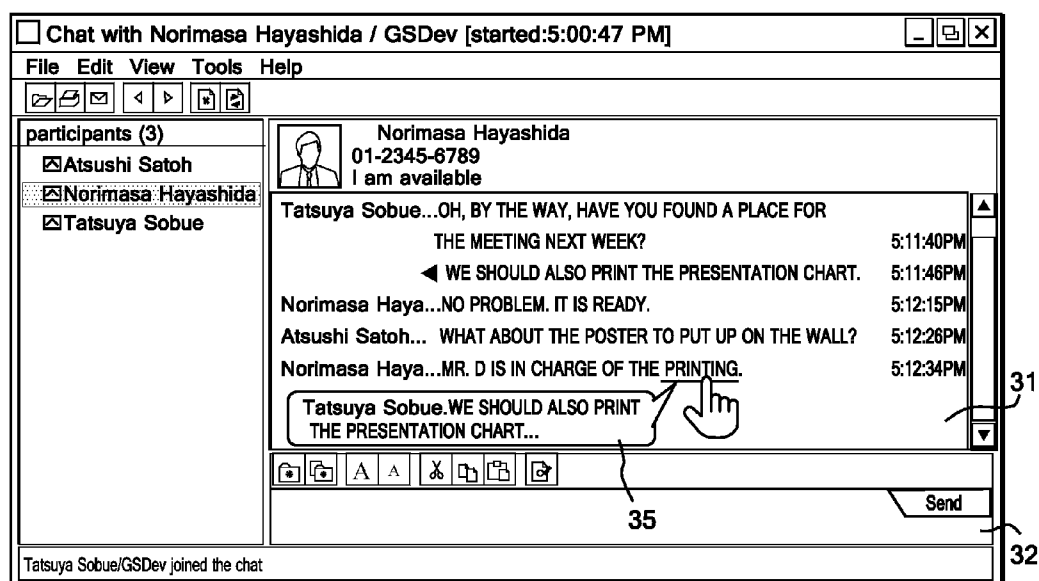 Chat with Norimasa Hayashida / GSDev [started:5:00:47 PM]
File Edit View Tools Help
participants (3)
Atsushi Satoh
Norimasa Hayashida
Tatsuya Sobue
Norimasa Hayashida
01-2345-6789
I am available
Tatsuya Sobue...OH, BY THE WAY, HAVE YOU FOUND A PLACE FOR
THE MEETING NEXT WEEK? 5:11:40PM
◀ WE SHOULD ALSO PRINT THE PRESENTATION CHART. 5:11:46PM
Norimasa Haya...NO PROBLEM. IT IS READY. 5:12:15PM
Atsushi Satoh... WHAT ABOUT THE POSTER TO PUT UP ON THE WALL? 5:12:26PM
Norimasa Haya...MR. D IS IN CHARGE OF THE PRINTING. 5:12:34PM
31
Tatsuya Sobue.WE SHOULD ALSO PRINT
THE PRESENTATION CHART...
A A
Send
35
32
Tatsuya Sobue/GSDev joined the chat